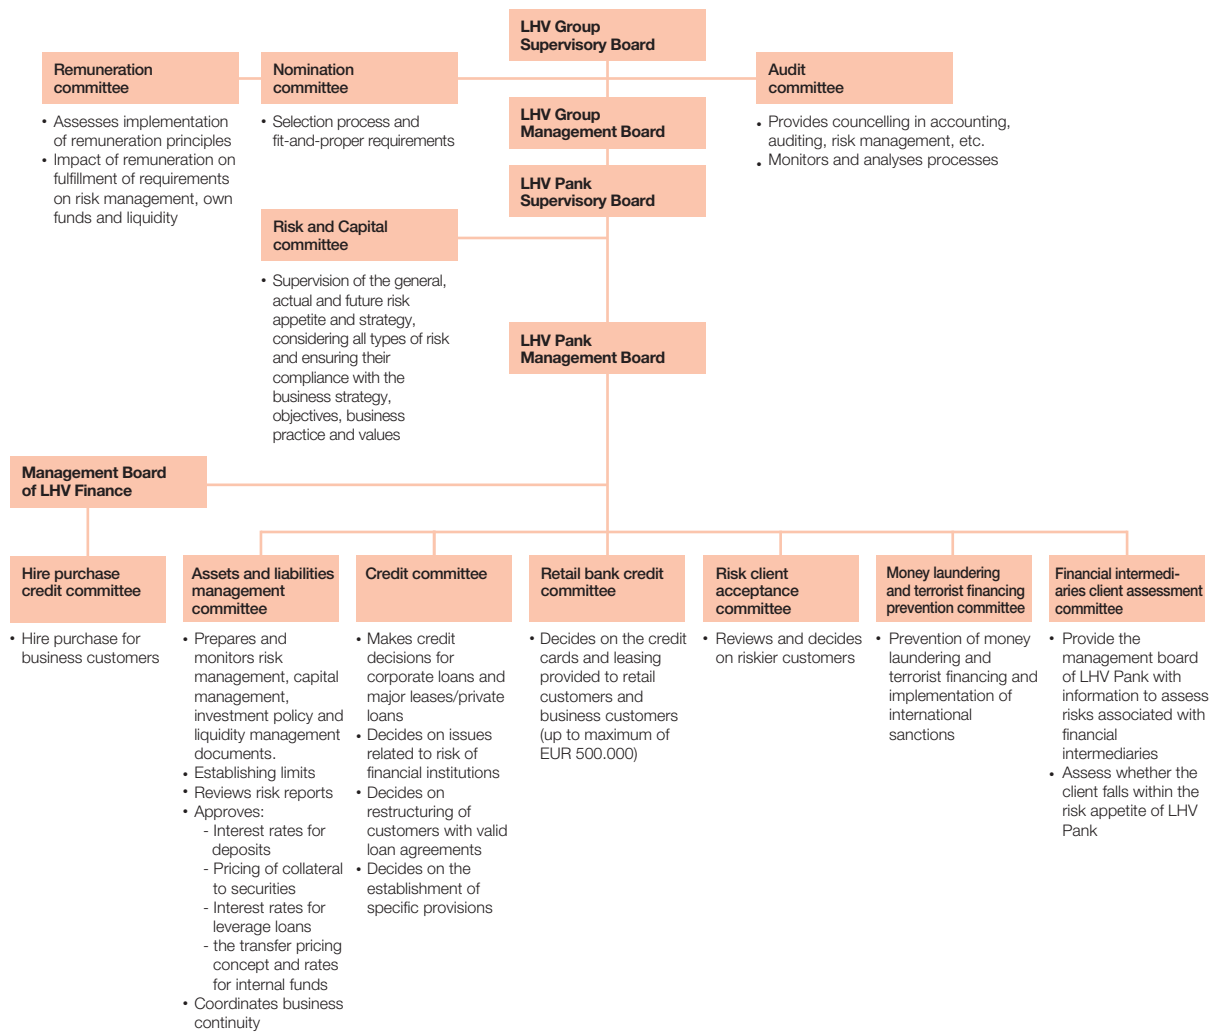 LHV Group
Supervisory Board
Remuneration
committee
• Assesses implementation
of remuneration principles
• Impact of remuneration on
fulfillment of requirements
on risk management, own
funds and liquidity
Nomination
committee
• Selection process and
fit-and-proper requirements
Audit
committee
• Provides councelling in accounting,
auditing, risk management, etc.
• Monitors and analyses processes
LHV Group
Management Board
LHV Pank
Supervisory Board
Risk and Capital
committee
• Supervision of the general,
actual and future risk
appetite and strategy,
considering all types of risk
and ensuring their
compliance with the
business strategy,
objectives, business
practice and values
LHV Pank
Management Board
Management Board
of LHV Finance
Hire purchase
credit committee
• Hire purchase for
business customers
Assets and liabilities
management
committee
• Prepares and
monitors risk
management, capital
management,
investment policy and
liquidity management
documents.
• Establishing limits
• Reviews risk reports
• Approves:
- Interest rates for
deposits
- Pricing of collateral
to securities
- Interest rates for
leverage loans
- the transfer pricing
concept and rates
for internal funds
• Coordinates business
continuity
Credit committee
• Makes credit
decisions for
corporate loans and
major leases/private
loans
• Decides on issues
related to risk of
financial institutions
• Decides on
restructuring of
customers with valid
loan agreements
• Decides on the
establishment of
specific provisions
Retail bank credit
committee
• Decides on the credit
cards and leasing
provided to retail
customers and
business customers
(up to maximum of
EUR 500.000)
Risk client
acceptance
committee
• Reviews and decides
on riskier customers
Money laundering
and terrorist financing
prevention committee
• Prevention of money
laundering and
terrorist financing and
implementation of
international
sanctions
Financial intermedi-
aries client assessment
committee
• Provide the
management board
of LHV Pank with
information to assess
risks associated with
financial
intermediaries
• Assess whether the
client falls within the
risk appetite of LHV
Pank